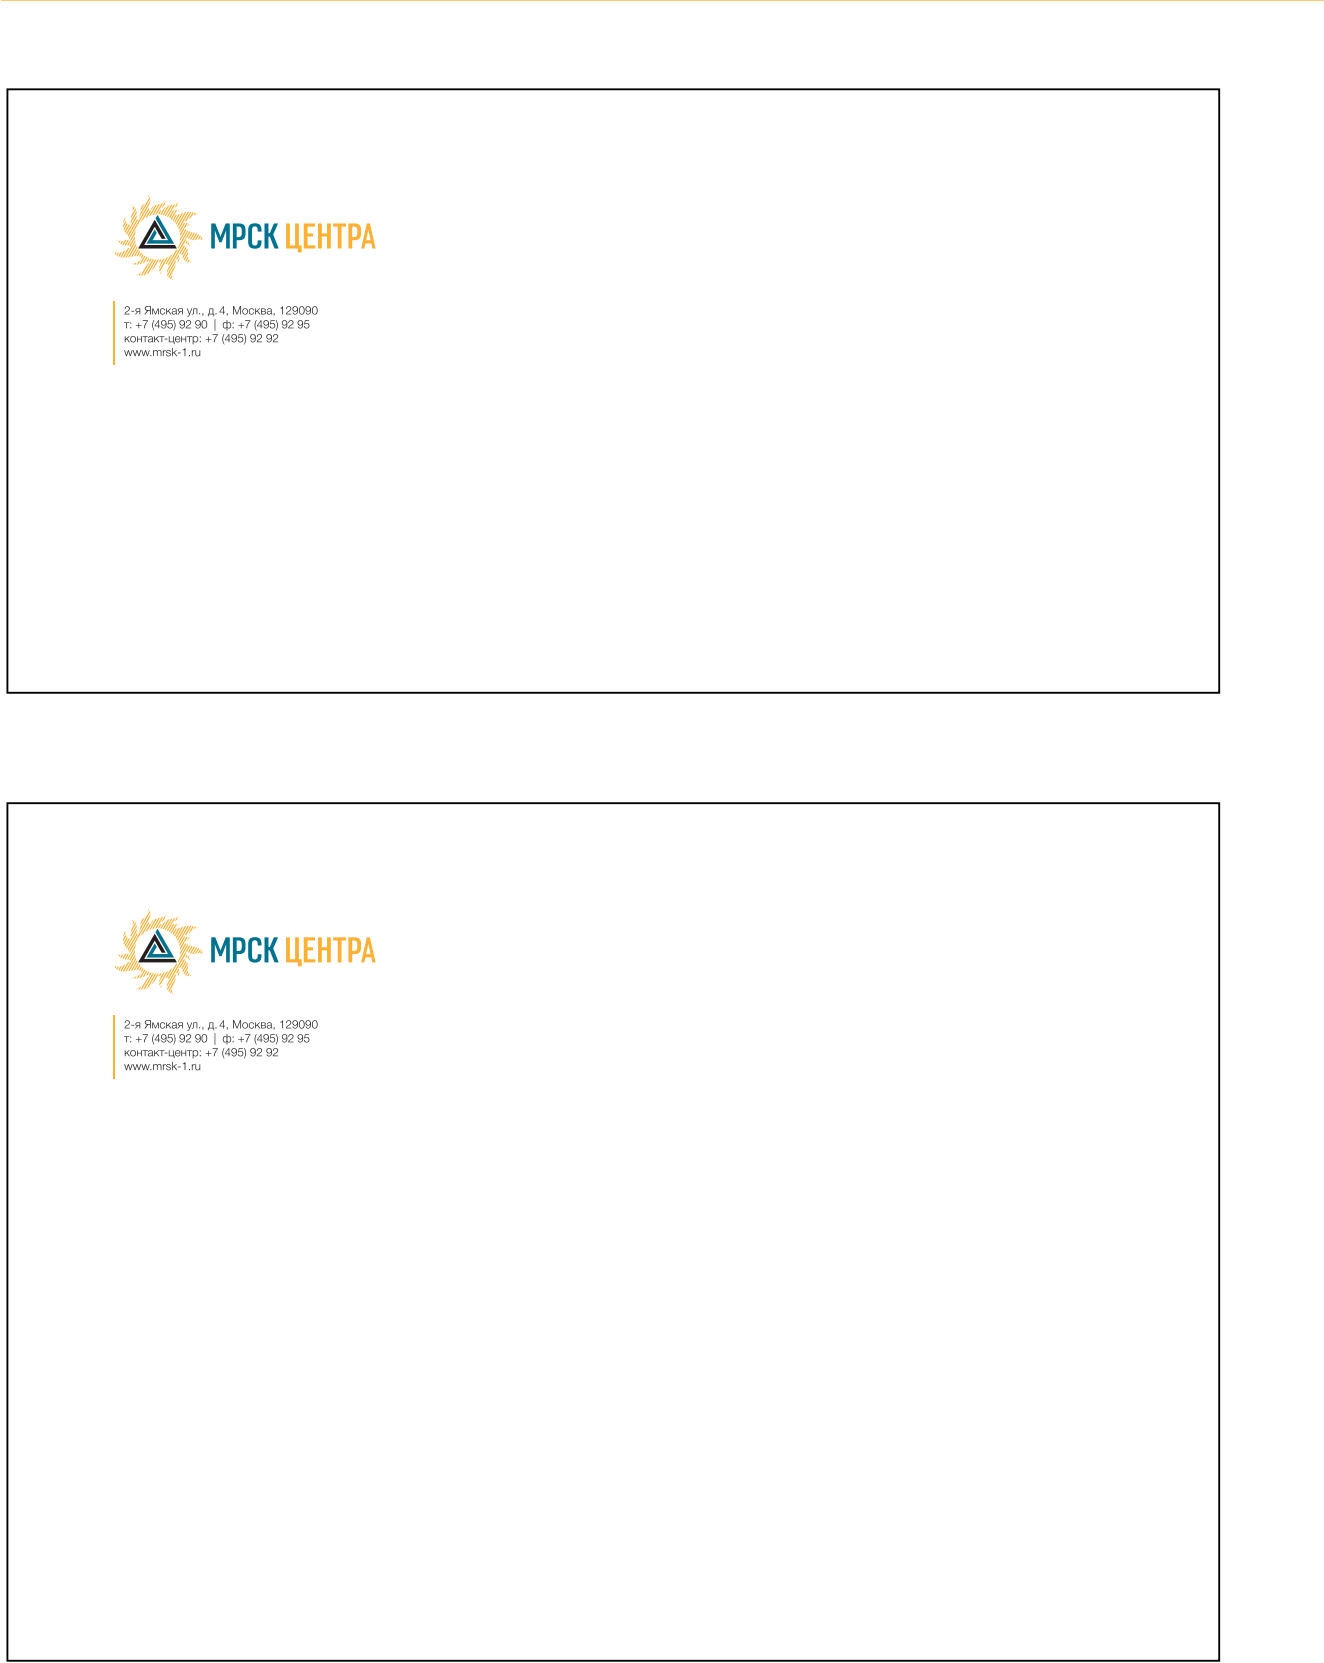 МРСК ЦЕНТРА
2-я Ямская ул., д. 4, Москва, 129090
т: +7 (495) 92 90 | ф: +7 (495) 92 95
контакт-центр: +7 (495) 92 92
www.mrsk-1.ru
МРСК ЦЕНТРА
2-я Ямская ул., д. 4, Москва, 129090
т: +7 (495) 92 90 | ф: +7 (495) 92 95
контакт-центр: +7 (495) 92 92
www.mrsk-1.ru